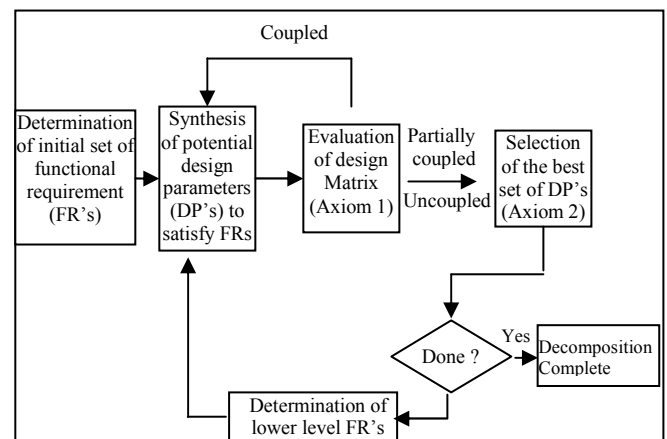 Coupled
Determination
of initial set of
functional
requirement
(FR's)
Synthesis
of potential
design
parameters
(DP's) to
satisfy FRs
Evaluation
of design
Matrix
(Axiom 1)
Partially
coupled
Uncoupled
Selection
of the best
set of DP's
(Axiom 2)
Done ?
Yes
Decomposition
Complete
Determination of
lower level FR's